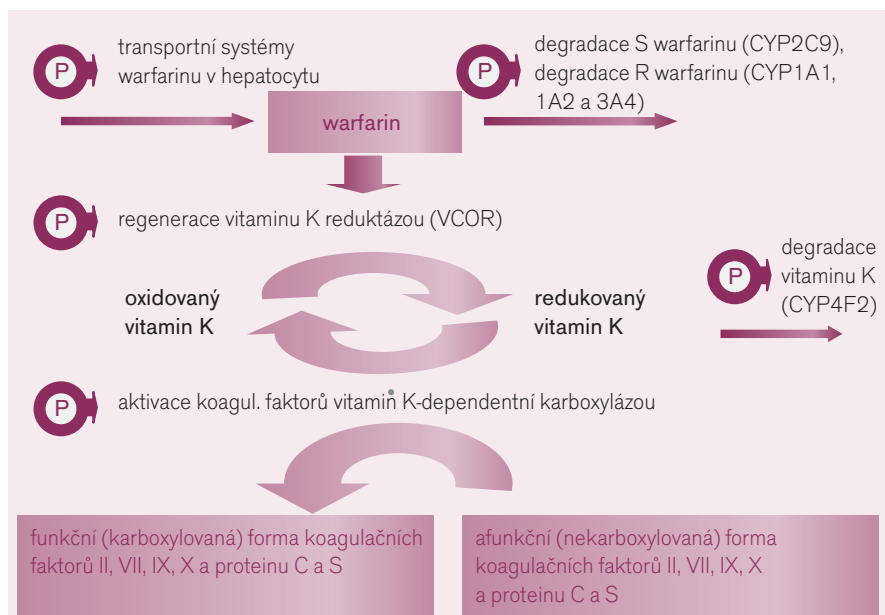 P
transportní systémy
warfarinu v hepatocytu
P
degradace S warfarinu (CYP2C9),
degradace R warfarinu (CYP1A1,
1A2 a 3A4)
warfarin
P
regenerace vitaminu K reduktázou (VCOR)
oxidovaný
vitamin K
redukovaný
vitamin K
P
degradace
vitaminu K
(CYP4F2)
P
aktivace koagul. faktorů vitamin K-dependentní karboxylázou
funkční (karboxylovaná) forma koagulačních
faktorů II, VII, IX, X a proteinu C a S
afunkční (nekarboxylovaná) forma
koagulačních faktorů II, VII, IX, X
a proteinu C a S